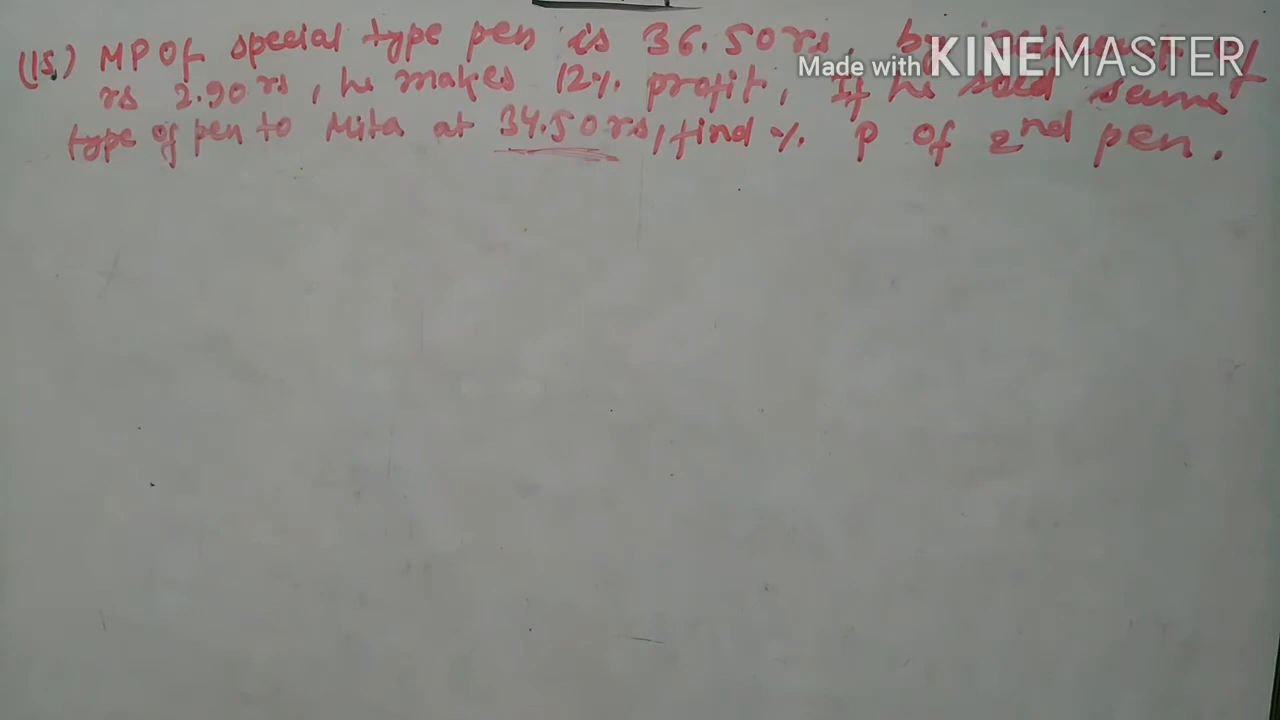 (15.) MP Of special type pen is 36.50 rs, by
Made with KINEMASTER
rs 2.90 rs, he makes 12% profit, If he sold same
type of pen to Mita at 34.50 rs, find % P of 2nd pen.